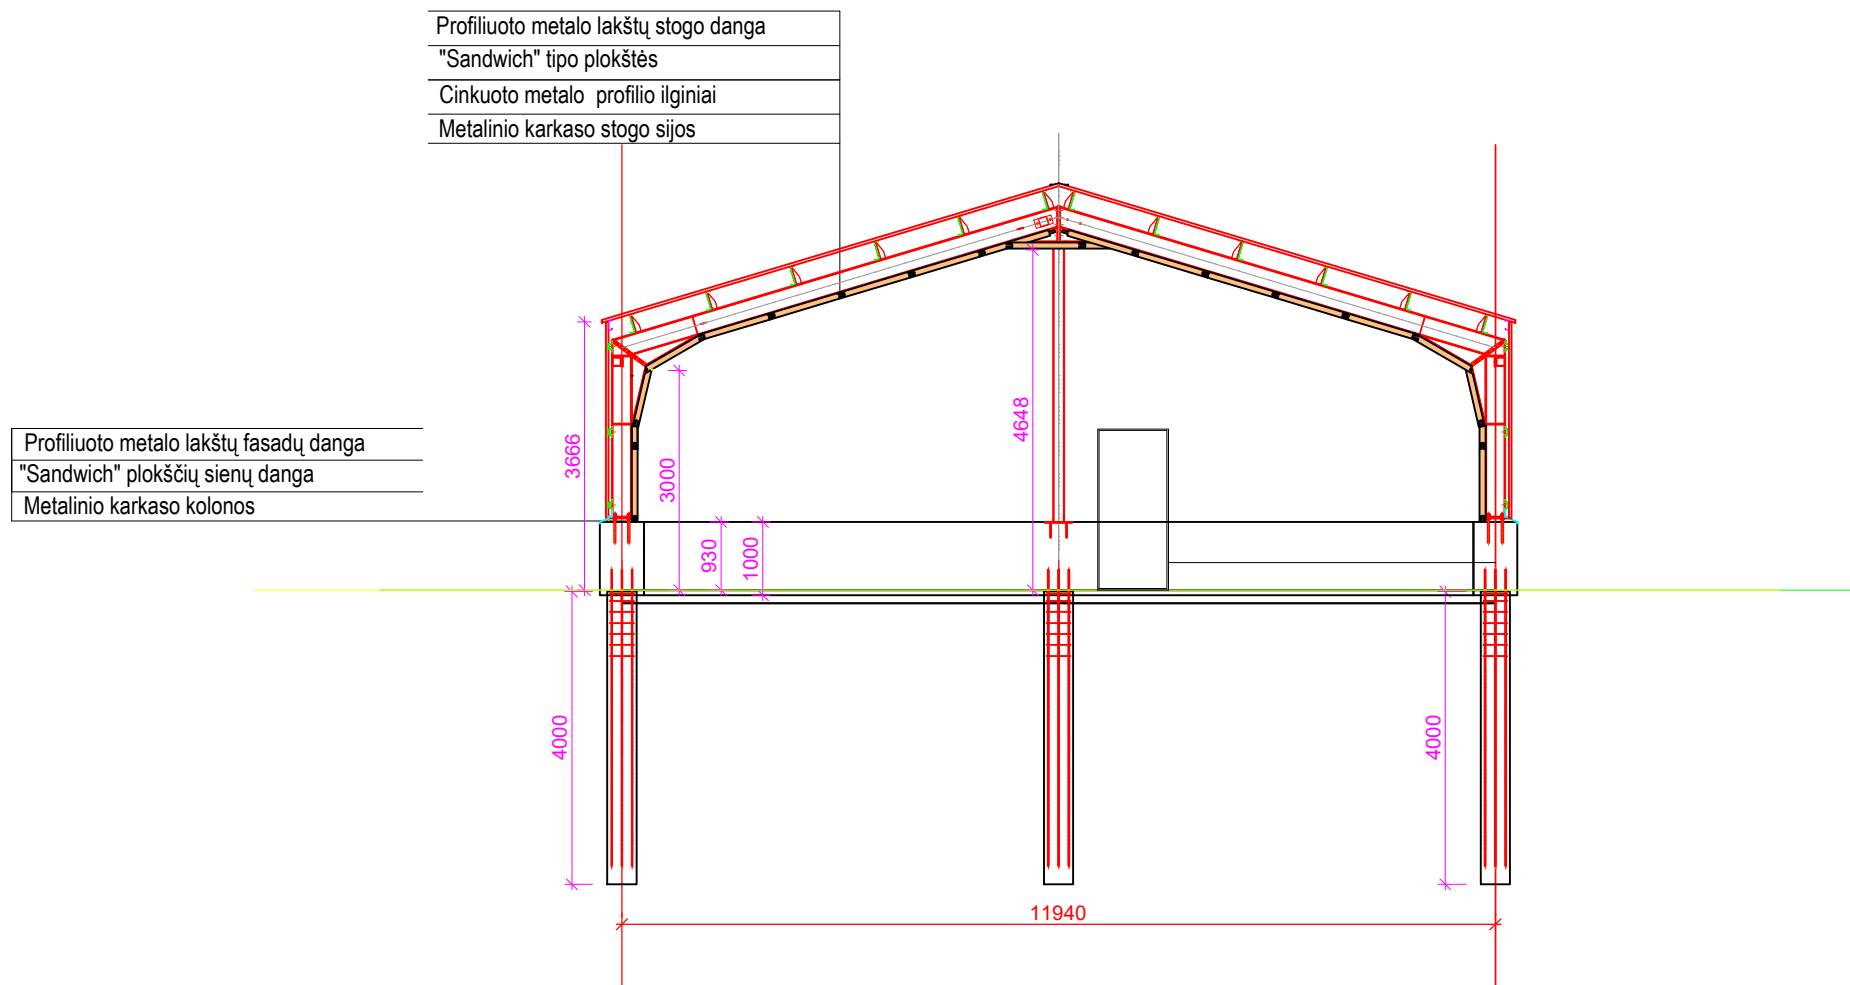 Profiliuoto metalo lakštų stogo danga
"Sandwich" tipo plokštės
Cinkuoto metalo profilio ilginiai
Metalinio karkaso stogo sijos
Profiliuoto metalo lakštų fasadų danga
"Sandwich" plokščių sienų danga
Metalinio karkaso kolonos
3666
3000
930
1000
4648
4000
4000
11940